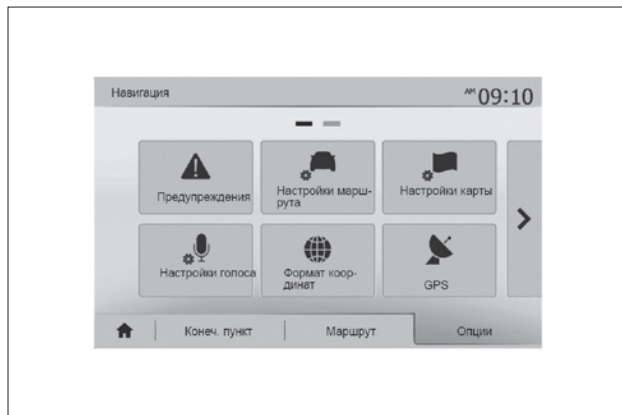 Навигация
AM 09:10
Предупреждения
Настройки марш-
рута
Настройки карты
Настройки голоса
Формат коор-
динат
GPS
Конеч. пункт
Маршрут
Опции